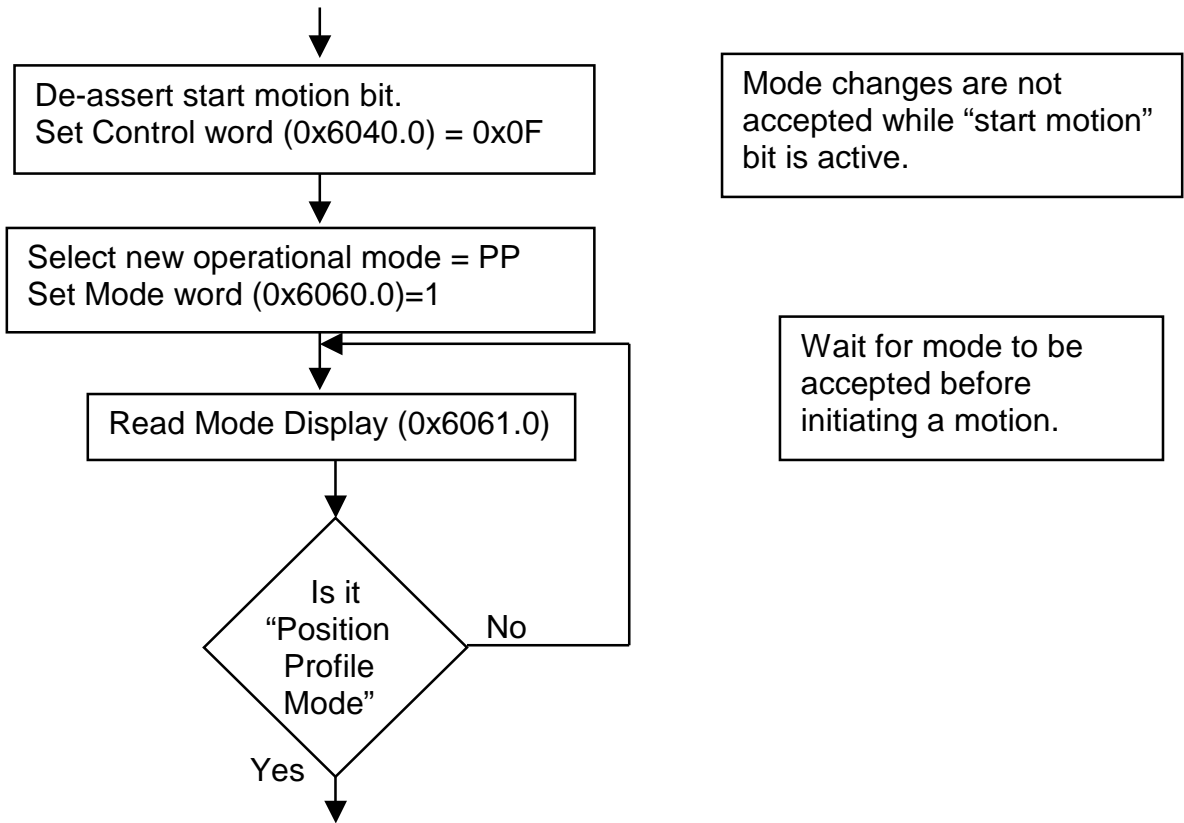 De-assert start motion bit.
Set Control word (0x6040.0) = 0x0F
Mode changes are not
accepted while “start motion”
bit is active.
Select new operational mode = PP
Set Mode word (0x6060.0)=1
Wait for mode to be
accepted before
initiating a motion.
Read Mode Display (0x6061.0)
Is it
“Position
Profile
Mode”
No
Yes